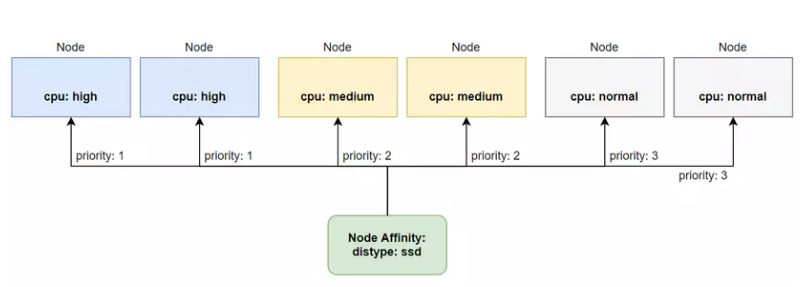 Node Node Node Node Node Node
cpu: high cpu: high cpu: medium cpu: medium cpu: normal cpu: normal
priority: 1 priority: 1 priority: 2 priority: 2 priority: 3
priority: 3
Node Affinity:
distype: ssd